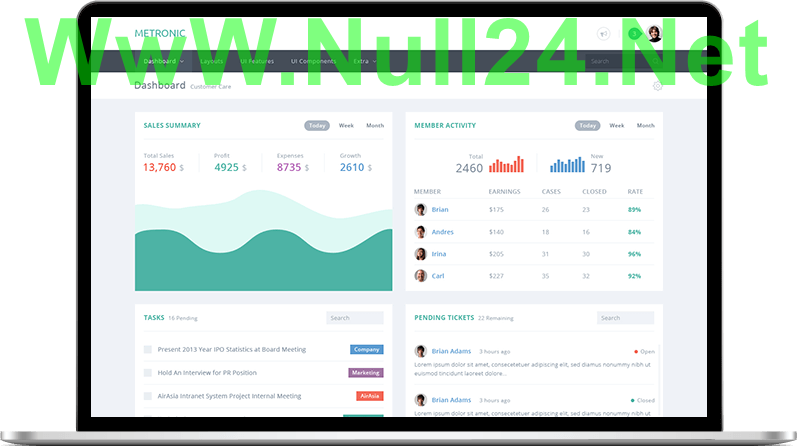 WwW.Null24.Net
METRONIC
3
Dashboard Layouts UI Features UI Components Extra Search
Dashboard Customer Care
SALES SUMMARY Today Week Month
Total Sales Profit Expenses Growth
13,760 $ 4925 $ 8735 $ 2610 $
MEMBER ACTIVITY Today Week Month
Total 2460 New 719
MEMBER EARNINGS CASES CLOSED RATE
Brian $175 26 23 89%
Andres $140 18 16 84%
Irina $205 31 30 96%
Carl $227 35 32 92%
TASKS 16 Pending Search
Present 2013 Year IPO Statistics at Board Meeting Company
Hold An Interview for PR Position Marketing
AirAsia Intranet System Project Internal Meeting AirAsia
PENDING TICKETS 22 Remaining Search
Brian Adams 3 hours ago Open
Lorem ipsum dolor sit amet, consectetuer adipiscing elit, sed diamus nonummy nibh wt
euismod tincidunt laoreet...
Brian Adams 3 hours ago Closed
Lorem ipsum dolor sit amet, consectetuer adipiscing elit, sed diamus nonummy nibh wt